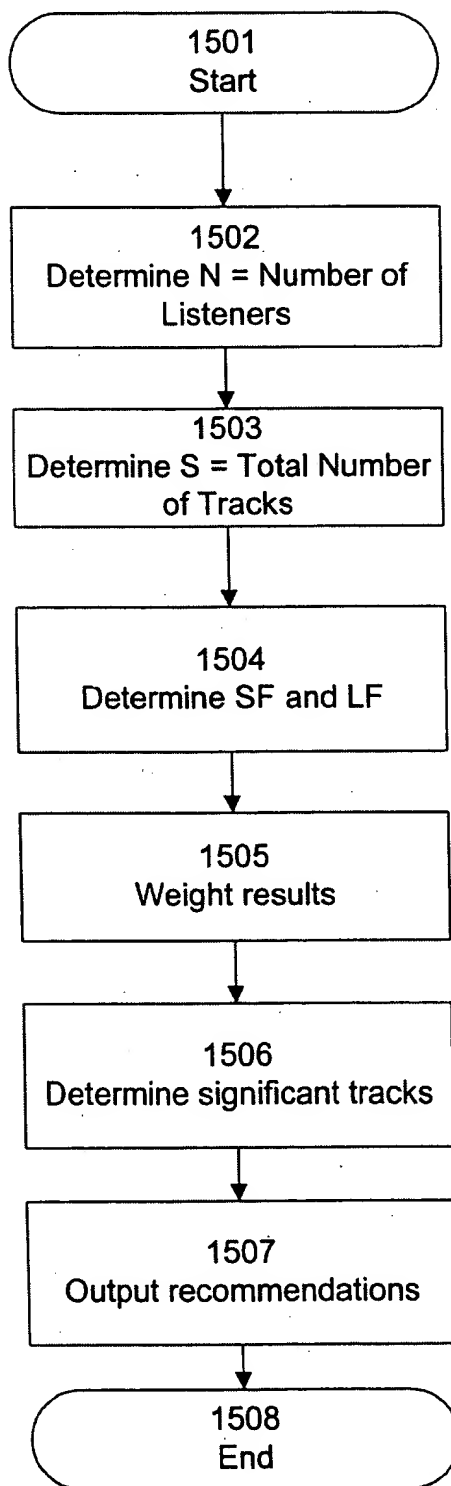 1501
Start
1502
Determine N = Number of
Listeners
1503
Determine S = Total Number
of Tracks
1504
Determine SF and LF
1505
Weight results
1506
Determine significant tracks
1507
Output recommendations
1508
End